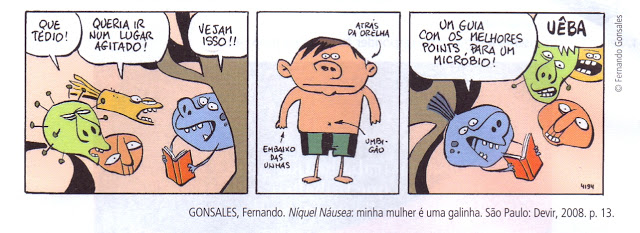 QUE
TÉDIO!
QUERIA IR
NUM LUGAR
AGITADO!
VEJAM
ISSO!!
ATRÁS
DA ORELHA
EMBAIXO
DAS
UNHAS
UMBI-
GÃO
UM GUIA
COM OS MELHORES
POINTS, PARA UM
MICRÓBIO!
UÊBA
4194
© Fernando Gonsales
GONSALES, Fernando. Níquel Náusea: minha mulher é uma galinha. São Paulo: Devir, 2008. p. 13.